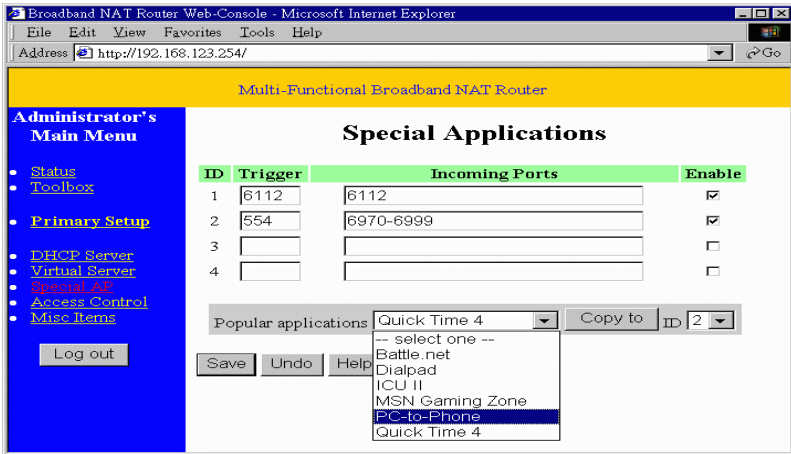 Broadband NAT Router Web-Console - Microsoft Internet Explorer
File Edit View Favorites Tools Help
Address http://192.168.123.254/ Go
Multi-Functional Broadband NAT Router
Administrator's
Main Menu
Status
Toolbox
Primary Setup
DHCP Server
Virtual Server
Special AP
Access Control
Misc Items
Log out
Special Applications
ID Trigger Incoming Ports Enable
1 6112 6112
2 554 6970-6999
3
4
Popular applications Quick Time 4 Copy to ID 2
-- select one --
Battle.net
Dialpad
ICU II
MSN Gaming Zone
PC-to-Phone
Quick Time 4
Save Undo Help